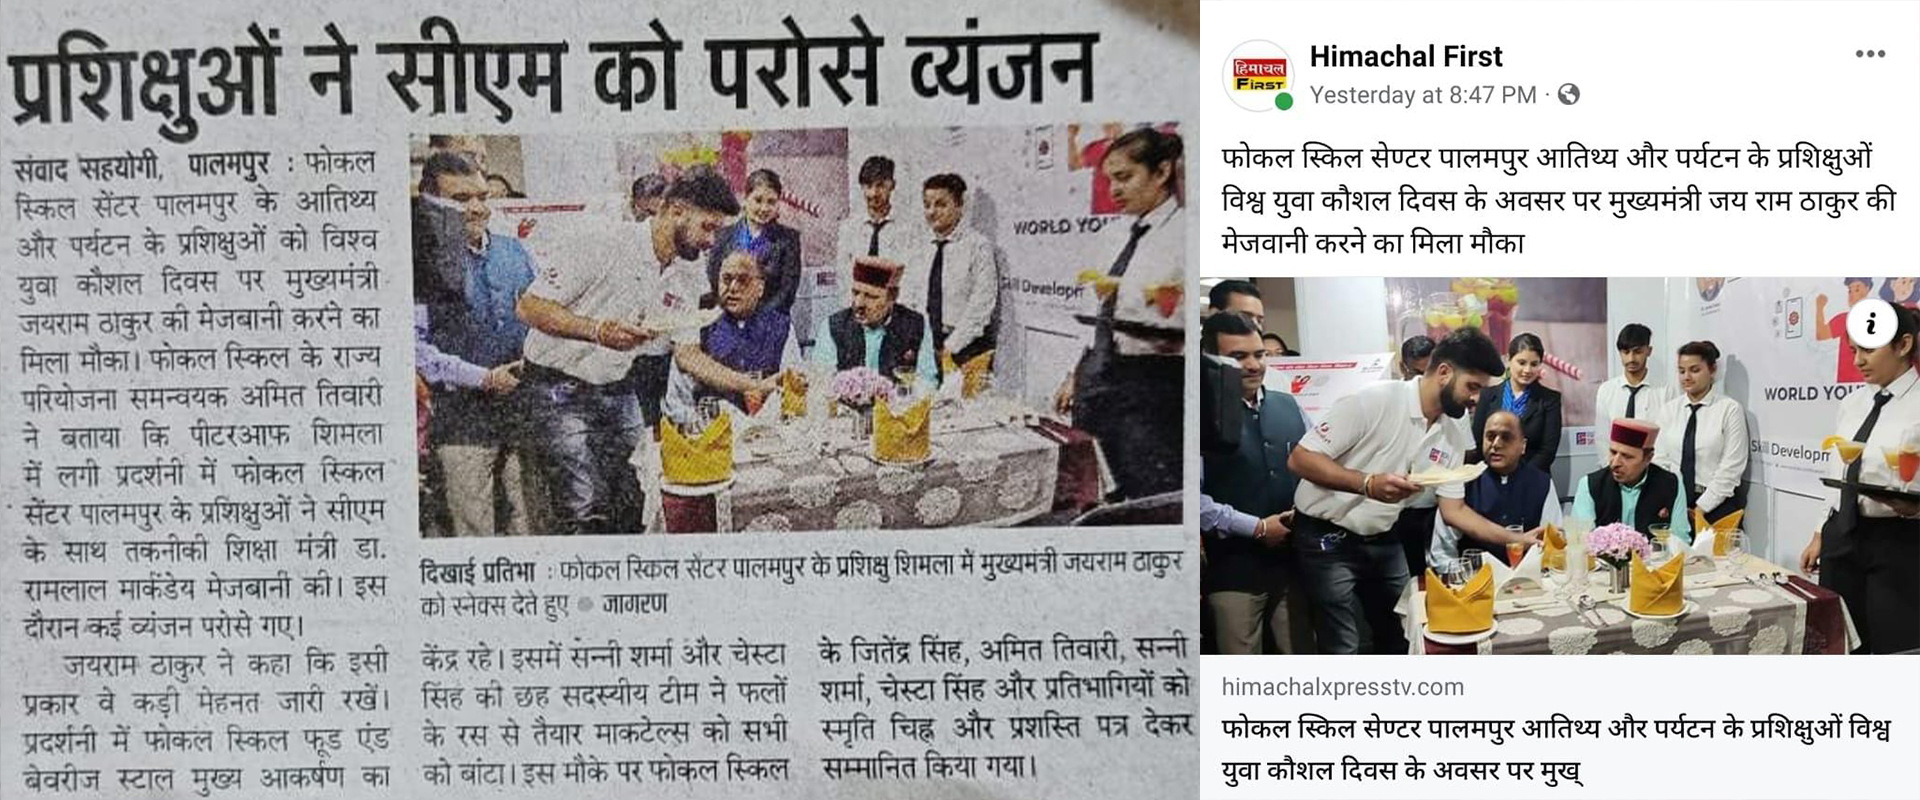 प्रशिक्षुओं ने सीएम को परोसे व्यंजन
संवाद सहयोगी, पालमपुर : फोकल
स्किल सेंटर पालमपुर के आतिथ्य
और पर्यटन के प्रशिक्षुओं को विश्व
युवा कौशल दिवस पर मुख्यमंत्री
जयराम ठाकुर की मेजबानी करने का
मिला मौका। फोकल स्किल के राज्य
परियोजना समन्वयक अमित तिवारी
ने बताया कि पीटरआफ शिमला
में लगी प्रदर्शनी में फोकल स्किल
सेंटर पालमपुर के प्रशिक्षुओं ने सीएम
के साथ तकनीकी शिक्षा मंत्री डा.
रामलाल मार्कंडेय मेजबानी की। इस
दौरान कई व्यंजन परोसे गए।
जयराम ठाकुर ने कहा कि इसी
प्रकार वे कड़ी मेहनत जारी रखें।
प्रदर्शनी में फोकल स्किल फूड एंड
बेवरीज स्टाल मुख्य आकर्षण का
WORLD YO
Skill Developm
दिखाई प्रतिभा : फोकल स्किल सेंटर पालमपुर के प्रशिक्षु शिमला में मुख्यमंत्री जयराम ठाकुर
को स्नेक्स देते हुए ● जागरण
केंद्र रहे। इसमें सन्नी शर्मा और चेस्टा
सिंह की छह सदस्यीय टीम ने फलों
के रस से तैयार माकटेल्स को सभी
को बांटा। इस मौके पर फोकल स्किल
के जितेंद्र सिंह, अमित तिवारी, सन्नी
शर्मा, चेस्टा सिंह और प्रतिभागियों को
स्मृति चिह्न और प्रशस्ति पत्र देकर
सम्मानित किया गया।
हिमाचल
FIRST
Himachal First
Yesterday at 8:47 PM ·
फोकल स्किल सेण्टर पालमपुर आतिथ्य और पर्यटन के प्रशिक्षुओं
विश्व युवा कौशल दिवस के अवसर पर मुख्यमंत्री जय राम ठाकुर की
मेजवानी करने का मिला मौका
WORLD YOU
Skill Developm
himachalxpresstv.com
फोकल स्किल सेण्टर पालमपुर आतिथ्य और पर्यटन के प्रशिक्षुओं विश्व
युवा कौशल दिवस के अवसर पर मुख्